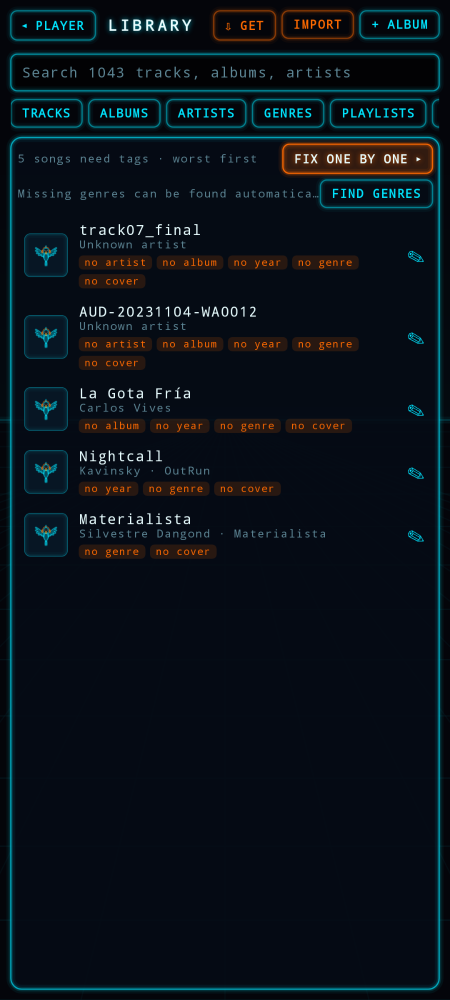 ◂ PLAYER LIBRARY ⇩ GET IMPORT + ALBUM
Search 1043 tracks, albums, artists
TRACKS ALBUMS ARTISTS GENRES PLAYLISTS
5 songs need tags · worst first FIX ONE BY ONE ▸
Missing genres can be found automatica… FIND GENRES
track07_final
Unknown artist
no artist no album no year no genre
no cover
AUD-20231104-WA0012
Unknown artist
no artist no album no year no genre
no cover
La Gota Fría
Carlos Vives
no album no year no genre no cover
Nightcall
Kavinsky · OutRun
no year no genre no cover
Materialista
Silvestre Dangond · Materialista
no genre no cover